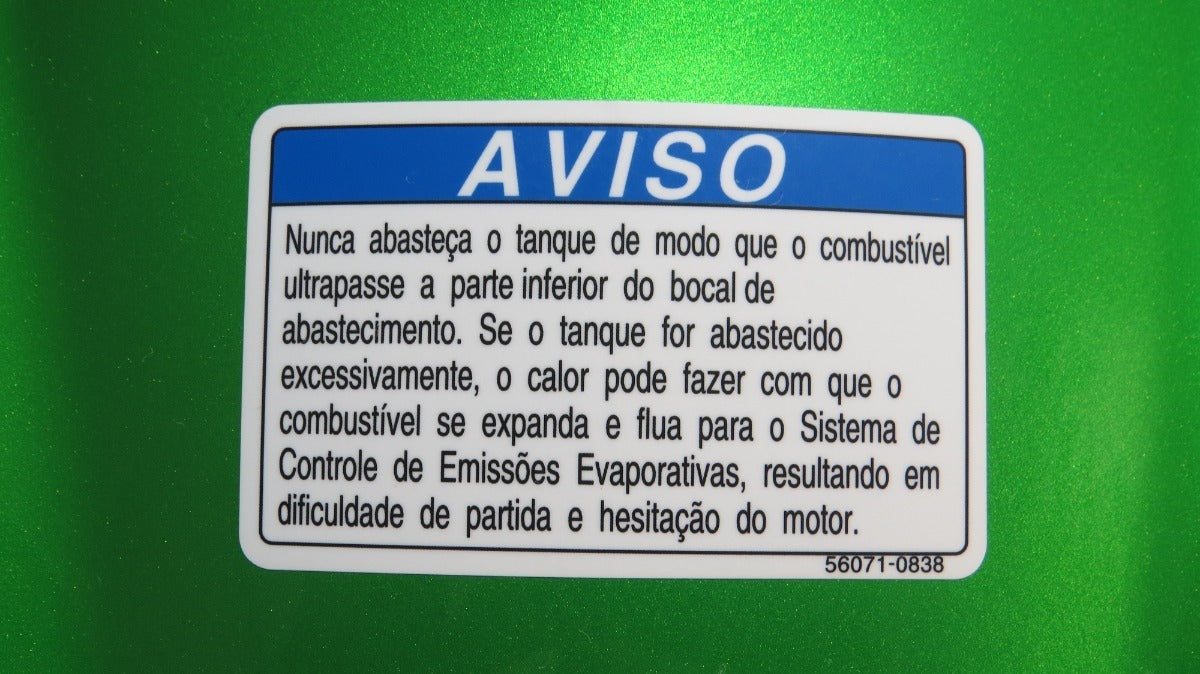 AVISO
Nunca abasteça o tanque de modo que o combustível
ultrapasse a parte inferior do bocal de
abastecimento. Se o tanque for abastecido
excessivamente, o calor pode fazer com que o
combustível se expanda e flua para o Sistema de
Controle de Emissões Evaporativas, resultando em
dificuldade de partida e hesitação do motor.
56071-0838